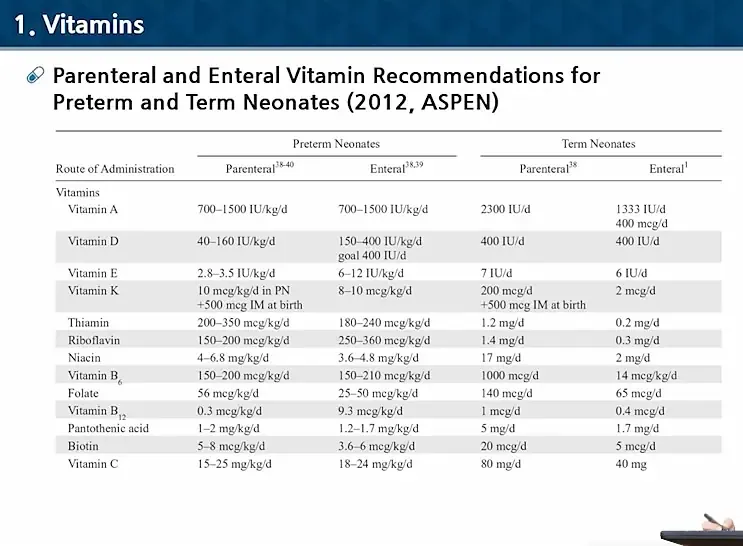 1. Vitamins
Parenteral and Enteral Vitamin Recommendations for
Preterm and Term Neonates (2012, ASPEN)
Preterm Neonates Term Neonates
Route of Administration Parenteral38-40 Enteral38,39 Parenteral38 Enteral1
Vitamins
Vitamin A 700–1500 IU/kg/d 700–1500 IU/kg/d 2300 IU/d 1333 IU/d
400 mcg/d
Vitamin D 40–160 IU/kg/d 150–400 IU/kg/d 400 IU/d 400 IU/d
goal 400 IU/d
Vitamin E 2.8–3.5 IU/kg/d 6–12 IU/kg/d 7 IU/d 6 IU/d
Vitamin K 10 mcg/kg/d in PN 8–10 mcg/kg/d 200 mcg/d 2 mcg/d
+500 mcg IM at birth +500 mcg IM at birth
Thiamin 200–350 mcg/kg/d 180–240 mcg/kg/d 1.2 mg/d 0.2 mg/d
Riboflavin 150–200 mcg/kg/d 250–360 mcg/kg/d 1.4 mg/d 0.3 mg/d
Niacin 4–6.8 mg/kg/d 3.6–4.8 mg/kg/d 17 mg/d 2 mg/d
Vitamin B6 150–200 mcg/kg/d 150–210 mcg/kg/d 1000 mcg/d 14 mcg/kg/d
Folate 56 mcg/kg/d 25–50 mcg/kg/d 140 mcg/d 65 mcg/d
Vitamin B12 0.3 mcg/kg/d 9.3 mcg/kg/d 1 mcg/d 0.4 mcg/d
Pantothenic acid 1–2 mg/kg/d 1.2–1.7 mg/kg/d 5 mg/d 1.7 mg/d
Biotin 5–8 mcg/kg/d 3.6–6 mcg/kg/d 20 mcg/d 5 mcg/d
Vitamin C 15–25 mg/kg/d 18–24 mg/kg/d 80 mg/d 40 mg